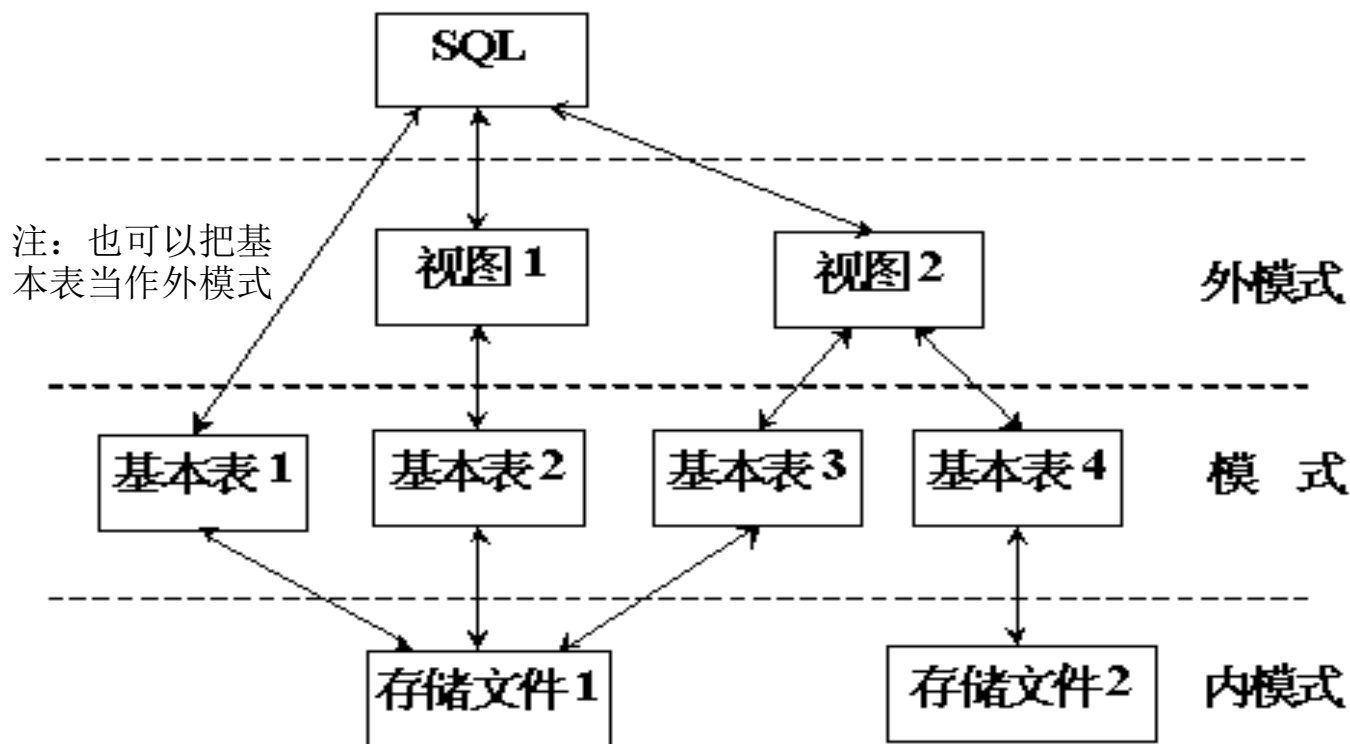 SQL
注：也可以把基
本表当作外模式
视图1
视图2
外模式
基本表1
基本表2
基本表3
基本表4
模 式
存储文件1
存储文件2
内模式